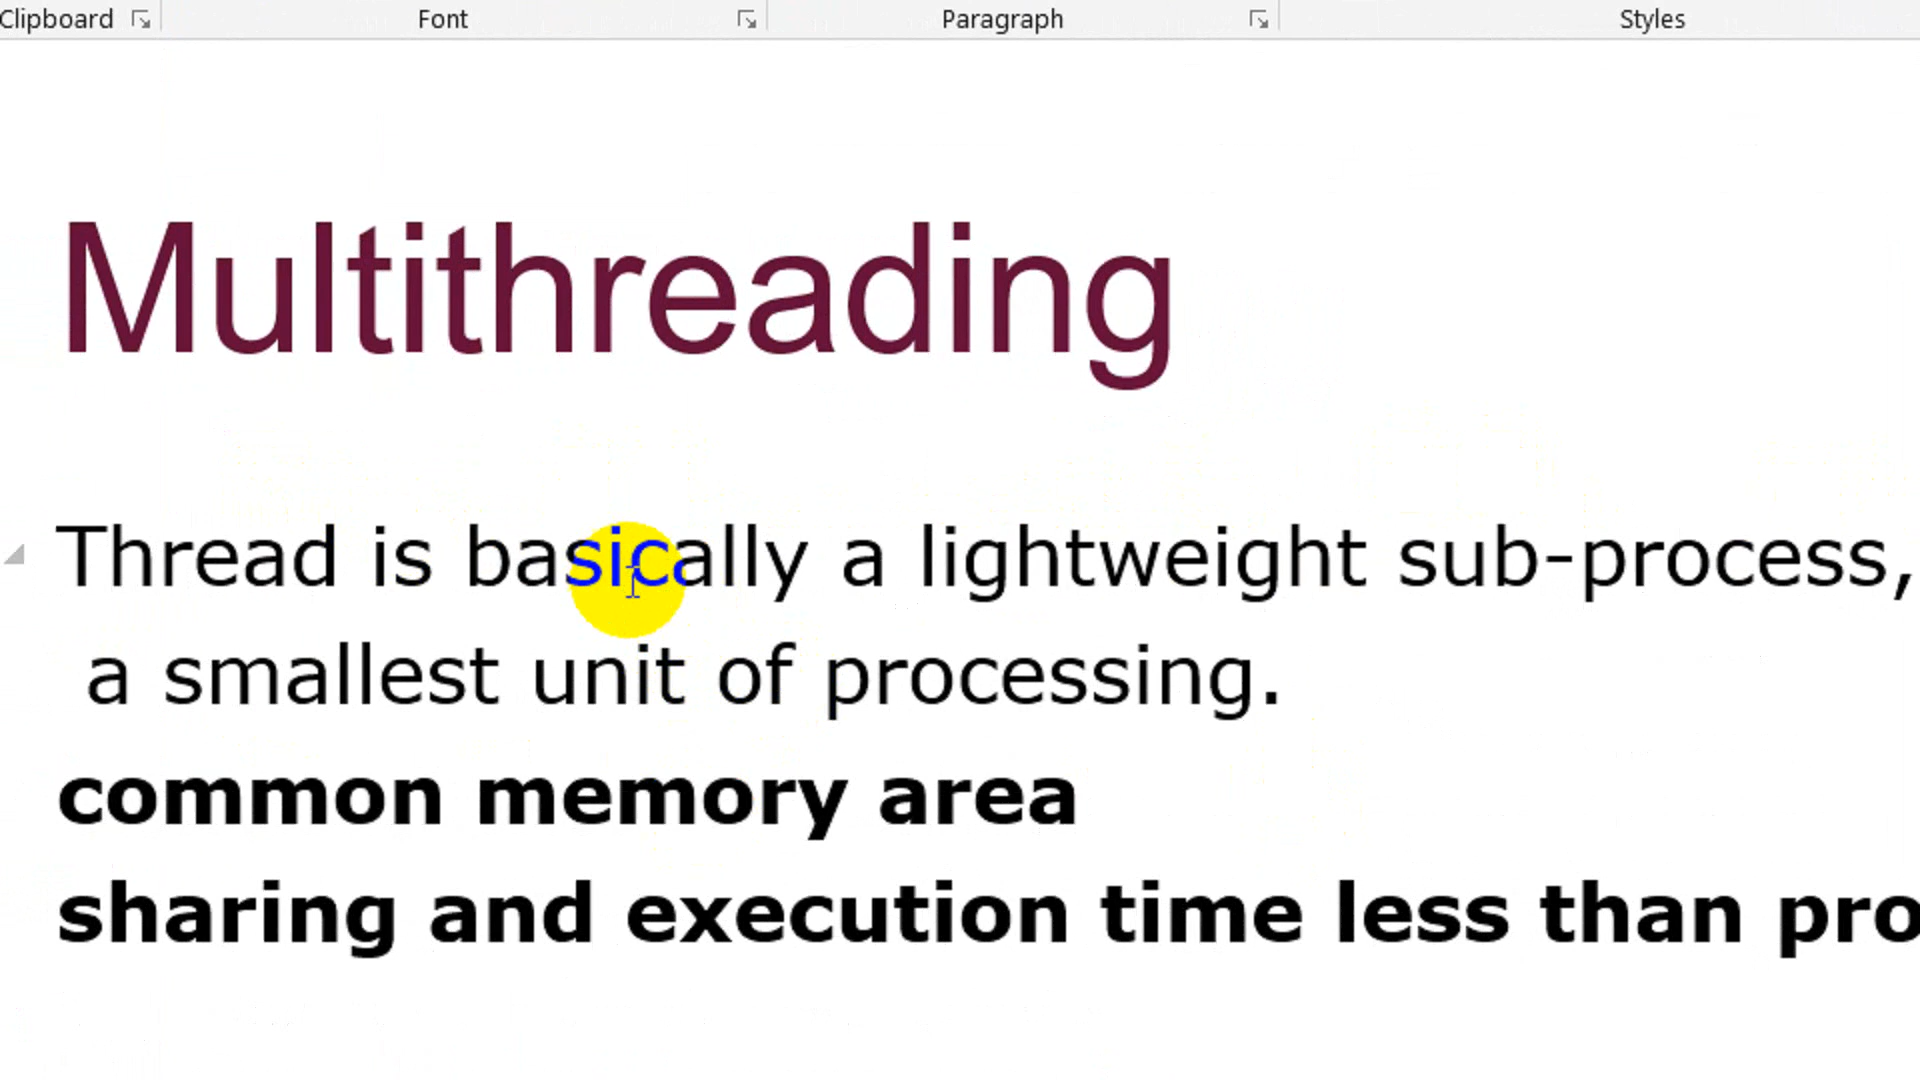 Clipboard Font Paragraph Styles
Multithreading
Thread is basically a lightweight sub-process,
a smallest unit of processing.
common memory area
sharing and execution time less than pro